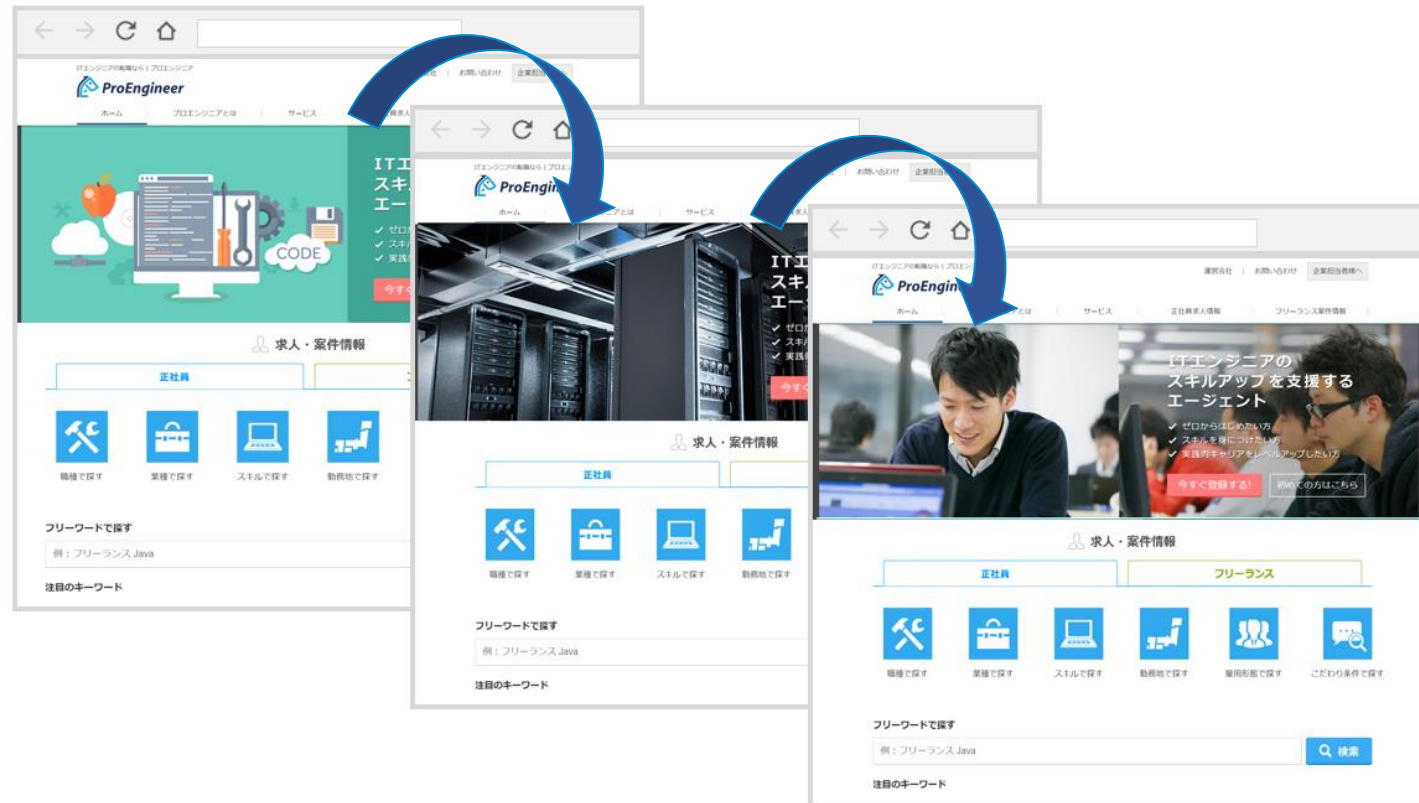 ITエンジニアの転職なら | プロエンジニア
ProEngineer
お問い合わせ
ホーム
プロエンジニアとは
サービス
CODE
求人・案件情報
正社員
職種で探す
業種で探す
スキルで探す
勤務地で探す
フリーワードで探す
例：フリーランス Java
注目のキーワード
お問い合わせ
ホーム
サービス
求人・案件情報
正社員
職種で探す
業種で探す
スキルで探す
勤務地で探す
フリーワードで探す
例：フリーランス Java
注目のキーワード
運営会社 | お問い合わせ 企業担当者様へ
ホーム
サービス
正社員求人情報
フリーランス案件情報
ITエンジニアの
スキルアップを支援する
エージェント
✓ ゼロからはじめたい方
✓ スキルを身につけたい方
✓ 実践的キャリアをレベルアップしたい方
今すぐ登録する!
初めての方はこちら
求人・案件情報
正社員
フリーランス
職種で探す
業種で探す
スキルで探す
勤務地で探す
雇用形態で探す
こだわり条件で探す
フリーワードで探す
例：フリーランス Java
検索
注目のキーワード